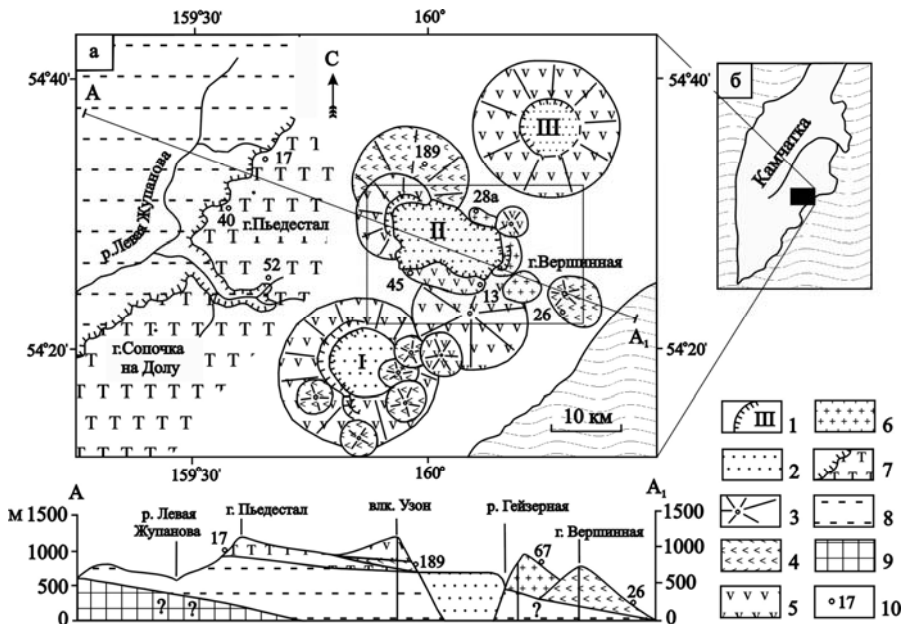 159°30' 160°
а
С
54°40' 54°40'
б
А
III
17
189
Камчатка
р.Левая Жупанова
40
г.Пьедестал
28а
II
52
г.Вершинная
45
13
26
А₁
54°20' 54°20'
г.Сопочка
на Долу
I
10 км
159°30' 160°
III 1
6
2
Т Т Т 7
3
8
4
9
5
17 10
А А₁
М 1500 1500
1000 1000
500 500
0 0
р. Левая
Жупанова
г. Пьедестал
влк. Узон
р. Гейзерная
г. Вершинная
17
189
67
26
? ?
?